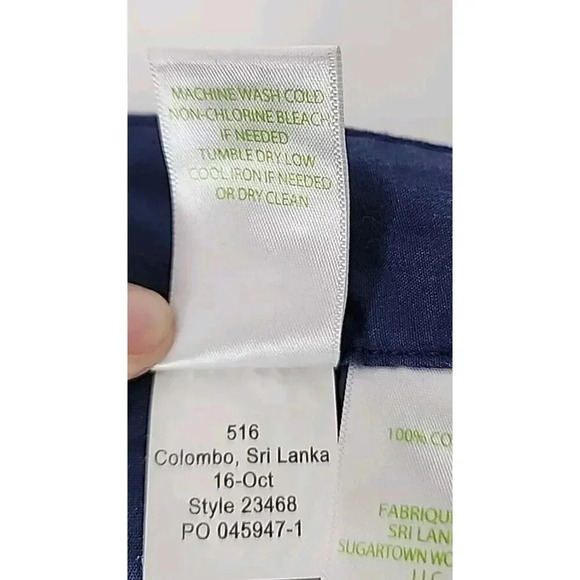 MACHINE WASH COLD
NON-CHLORINE BLEACH
IF NEEDED
TUMBLE DRY LOW
COOL IRON IF NEEDED
OR DRY CLEAN
516
Colombo, Sri Lanka
16-Oct
Style 23468
PO 045947-1
100% CO
FABRIQU
SRI LAN
SUGARTOWN WO
LLC